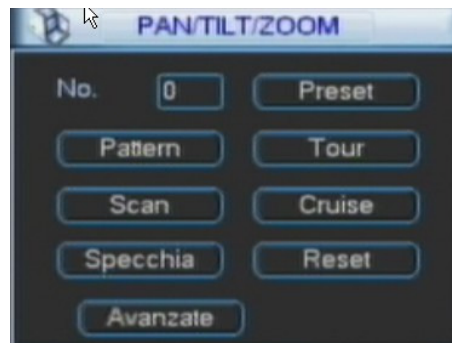 PAN/TILT/ZOOM
No. 0 Preset
Pattern Tour
Scan Cruise
Specchia Reset
Avanzate